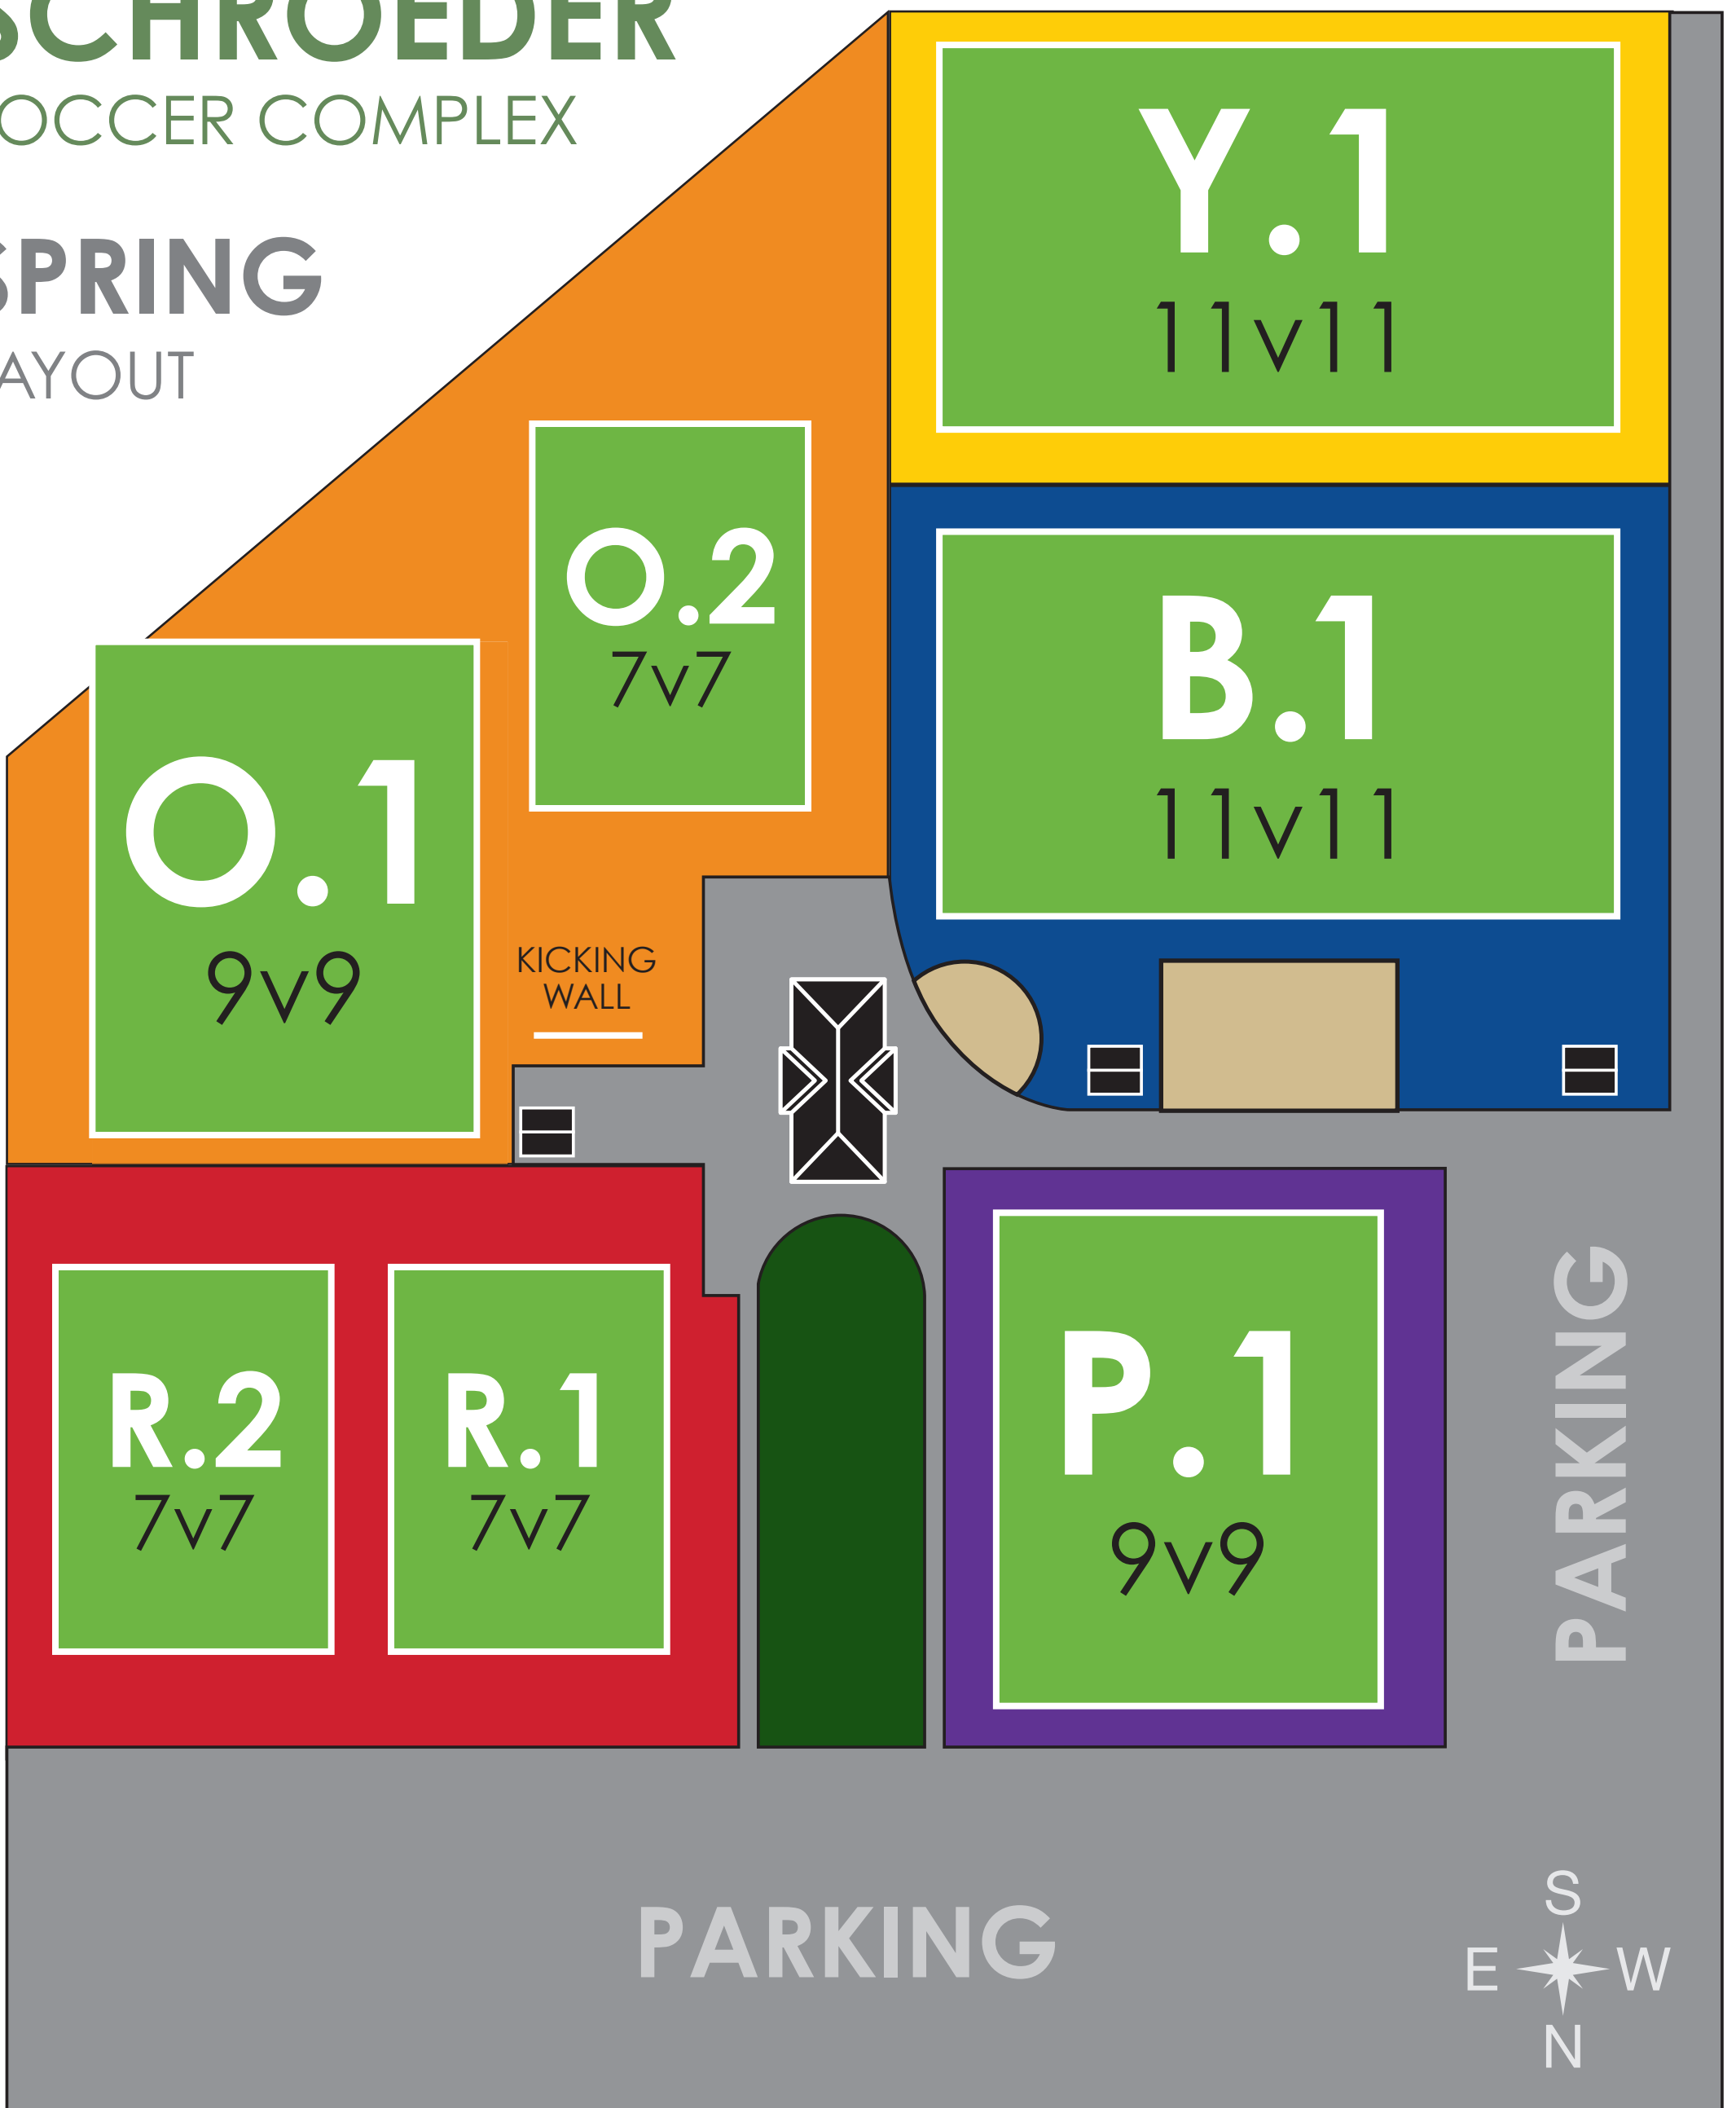 SCHROEDER
OCCER COMPLEX
SPRING
AYOUT
Y.1
11v11
O.2
7v7
B.1
11v11
O.1
9v9
KICKING
WALL
R.2
7v7
R.1
7v7
P.1
9v9
PARKING
PARKING
S
E W
N